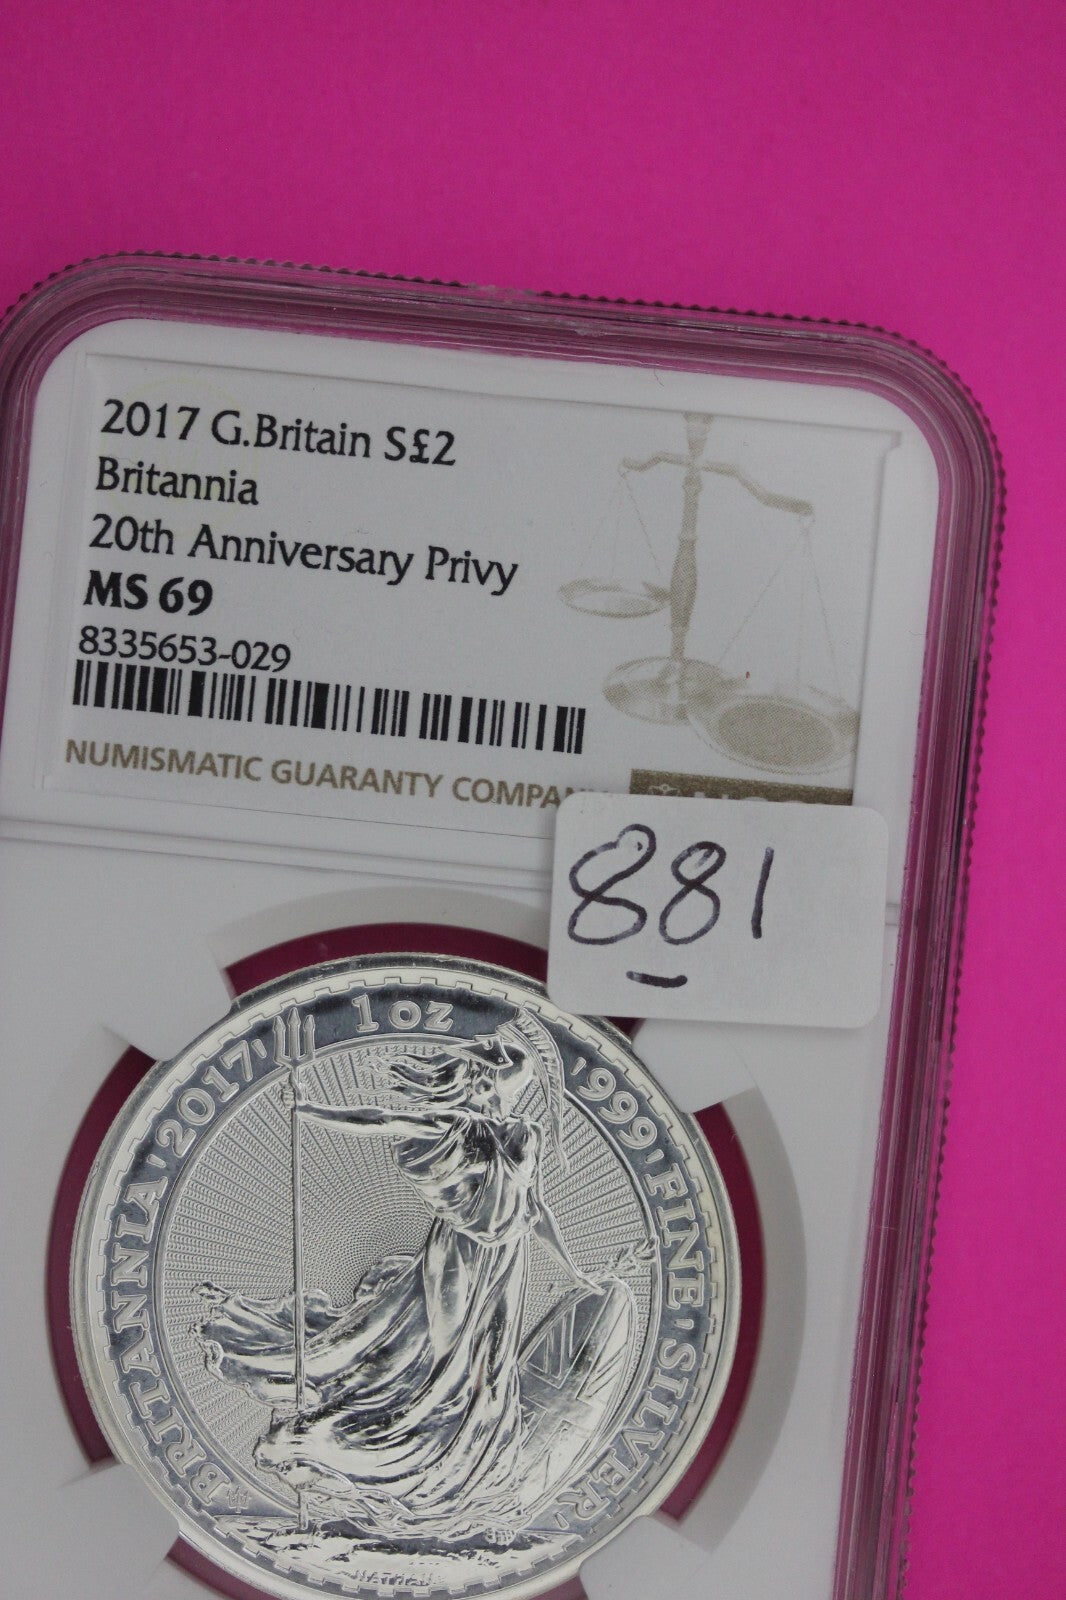 2017 G.Britain S£2
Britannia
20th Anniversary Privy
MS 69
8335653-029
NUMISMATIC GUARANTY
881
BRITANNIA · 2017 · 1 oz · 999 · FINE SILVER ·